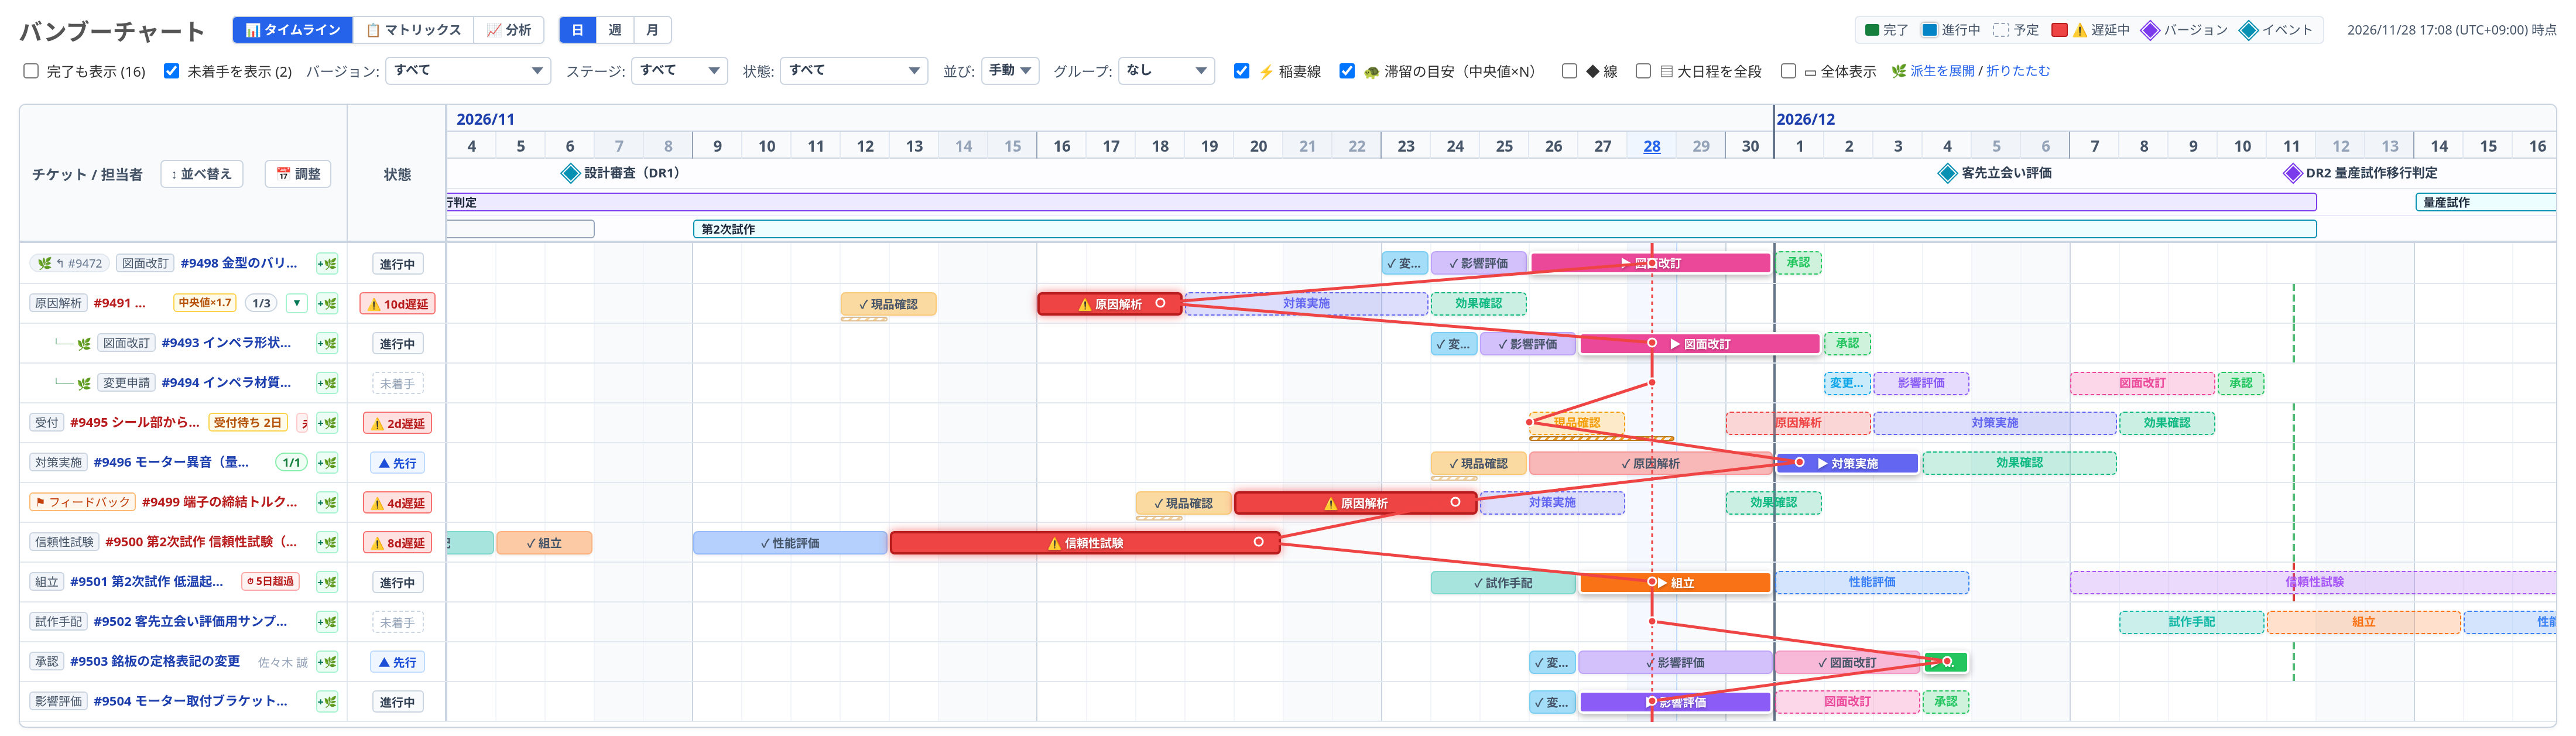 バンブーチャート 📊 タイムライン 📋 マトリックス 📈 分析 日 週 月 完了 進行中 予定 ⚠️ 遅延中 バージョン イベント 2026/11/28 17:08 (UTC+09:00) 時点
完了も表示 (16) 未着手を表示 (2) バージョン: すべて ステージ: すべて 状態: すべて 並び: 手動 グループ: なし ⚡ 稲妻線 🐢 滞留の目安（中央値×N） ◆ 線 ▤ 大日程を全段 ▭ 全体表示 🌿 派生を展開 / 折りたたむ
2026/11 2026/12
4 5 6 7 8 9 10 11 12 13 14 15 16 17 18 19 20 21 22 23 24 25 26 27 28 29 30 1 2 3 4 5 6 7 8 9 10 11 12 13 14 15 16
チケット / 担当者 ↕ 並べ替え 📅 調整 状態
設計審査（DR1） 客先立会い評価 DR2 量産試作移行判定
行判定 量産試作
第2次試作
🌿 ↰ #9472 図面改訂 #9498 金型のバリ... +🌿 進行中 ✓ 変... ✓ 影響評価 ▶ 図面改訂 承認
原因解析 #9491 ... 中央値×1.7 1/3 ▼ +🌿 ⚠️ 10d遅延 ✓ 現品確認 ⚠️ 原因解析 対策実施 効果確認
🌿 図面改訂 #9493 インペラ形状... +🌿 進行中 ✓ 変... ✓ 影響評価 ▶ 図面改訂 承認
🌿 変更申請 #9494 インペラ材質... +🌿 未着手 変更... 影響評価 図面改訂 承認
受付 #9495 シール部から... 受付待ち 2日 +🌿 ⚠️ 2d遅延 現品確認 原因解析 対策実施 効果確認
対策実施 #9496 モーター異音（量... 1/1 +🌿 ▲ 先行 ✓ 現品確認 ✓ 原因解析 ▶ 対策実施 効果確認
⚑ フィードバック #9499 端子の締結トルク... +🌿 ⚠️ 4d遅延 ✓ 現品確認 ⚠️ 原因解析 対策実施 効果確認
信頼性試験 #9500 第2次試作 信頼性試験（... +🌿 ⚠️ 8d遅延 ✓ 組立 ✓ 性能評価 ⚠️ 信頼性試験
組立 #9501 第2次試作 低温起... ⏱ 5日超過 +🌿 進行中 ✓ 試作手配 ▶ 組立 性能評価 信頼性試験
試作手配 #9502 客先立会い評価用サンプ... +🌿 未着手 試作手配 組立 性能
承認 #9503 銘板の定格表記の変更 佐々木 誠 +🌿 ▲ 先行 ✓ 変... ✓ 影響評価 ✓ 図面改訂
影響評価 #9504 モーター取付ブラケット... +🌿 進行中 ✓ 変... 影響評価 図面改訂 承認